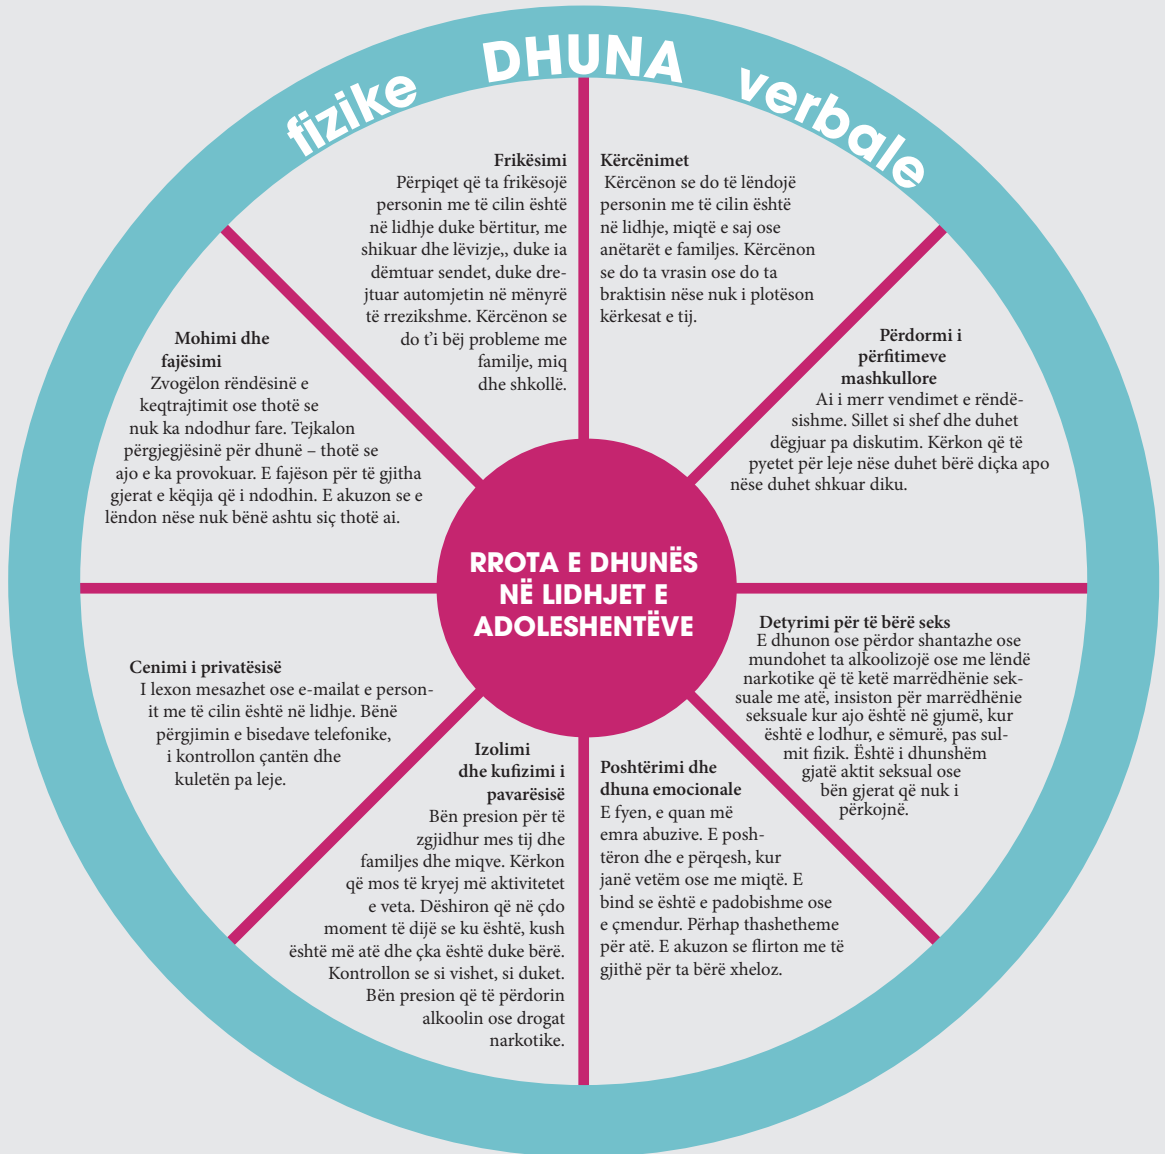 fizike DHUNA verbale
Frikësimi
Përpiqet që ta frikësojë
personin me të cilin është
në lidhje duke bërtitur, me
shikuar dhe lëvizje,, duke ia
dëmtuar sendet, duke dre-
jtuar automjetin në mënyrë
të rrezikshme. Kërcënon se
do t’i bëj probleme me
familje, miq
dhe shkollë.
Kërcënimet
Kërcënon se do të lëndojë
personin me të cilin është
në lidhje, miqtë e saj ose
anëtarët e familjes. Kërcënon
se do ta vrasin ose do ta
braktisin nëse nuk i plotëson
kërkesat e tij.
Përdormi i
përfitimeve
mashkullore
Ai i merr vendimet e rëndë-
sishme. Sillet si shef dhe duhet
dëgjuar pa diskutim. Kërkon që të
pyetet për leje nëse duhet bërë diçka apo
nëse duhet shkuar diku.
Detyrimi për të bërë seks
E dhunon ose përdor shantazhe ose
mundohet ta alkoolizojë ose me lëndë
narkotike që të ketë marrëdhënie sek-
suale me atë, insiston për marrëdhënie
seksuale kur ajo është në gjumë, kur
është e lodhur, e sëmurë, pas sul-
mit fizik. Është i dhunshëm
gjatë aktit seksual ose
bën gjerat që nuk i
përkojnë.
Poshtërimi dhe
dhuna emocionale
E fyen, e quan më
emra abuzive. E posh-
tëron dhe e përqesh, kur
janë vetëm ose me miqtë. E
bind se është e padobishme ose
e çmendur. Përhap thashetheme
për atë. E akuzon se flirton me të
gjithë për ta bërë xheloz.
Izolimi
dhe kufizimi i
pavarësisë
Bën presion për të
zgjidhur mes tij dhe
familjes dhe miqve. Kërkon
që mos të kryej më aktivitetet
e veta. Dëshiron që në çdo
moment të dijë se ku është, kush
është më atë dhe çka është duke bërë.
Kontrollon se si vishet, si duket.
Bën presion që të përdorin
alkoolin ose drogat
narkotike.
Cenimi i privatësisë
I lexon mesazhet ose e-mailat e person-
it me të cilin është në lidhje. Bënë
përgjimin e bisedave telefonike,
i kontrollon çantën dhe
kuletën pa leje.
Mohimi dhe
fajësimi
Zvogëlon rëndësinë e
keqtrajtimit ose thotë se
nuk ka ndodhur fare. Tejkalon
përgjegjësinë për dhunë – thotë se
ajo e ka provokuar. E fajëson për të gjitha
gjerat e këqija që i ndodhin. E akuzon se e
lëndon nëse nuk bënë ashtu siç thotë ai.
RROTA E DHUNËS
NË LIDHJET E
ADOLESHENTËVE